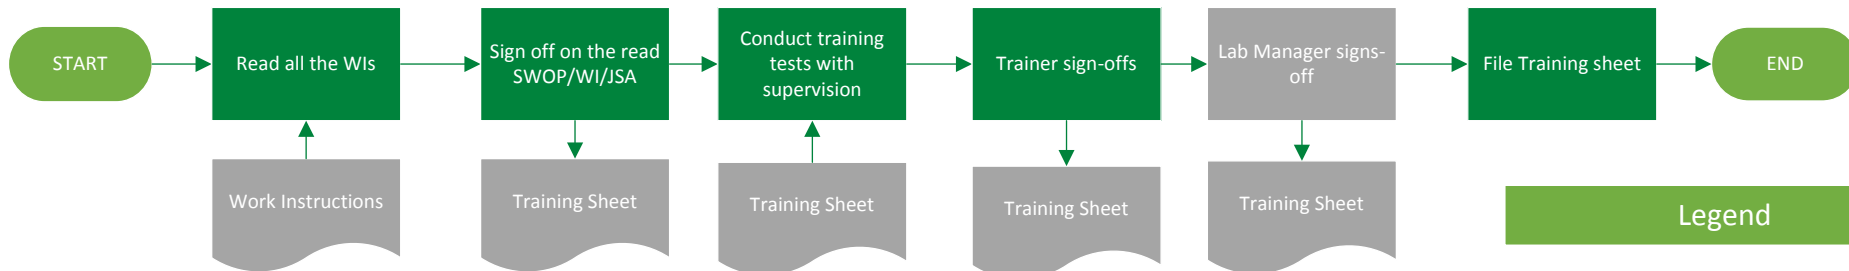 START
Read all the WIs
Sign off on the read
SWOP/WI/JSA
Conduct training
tests with
supervision
Trainer sign-offs
Lab Manager signs-
off
File Training sheet
END
Work Instructions
Training Sheet
Training Sheet
Training Sheet
Training Sheet
Legend